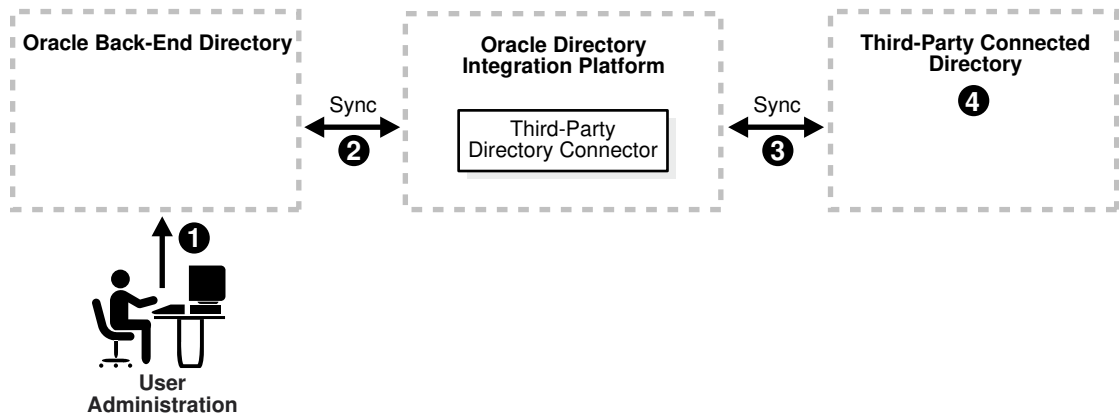 Oracle Back-End Directory
Oracle Directory
Integration Platform
Third-Party Connected
Directory
4
Sync
2
Third-Party
Directory Connector
Sync
3
1
User
Administration